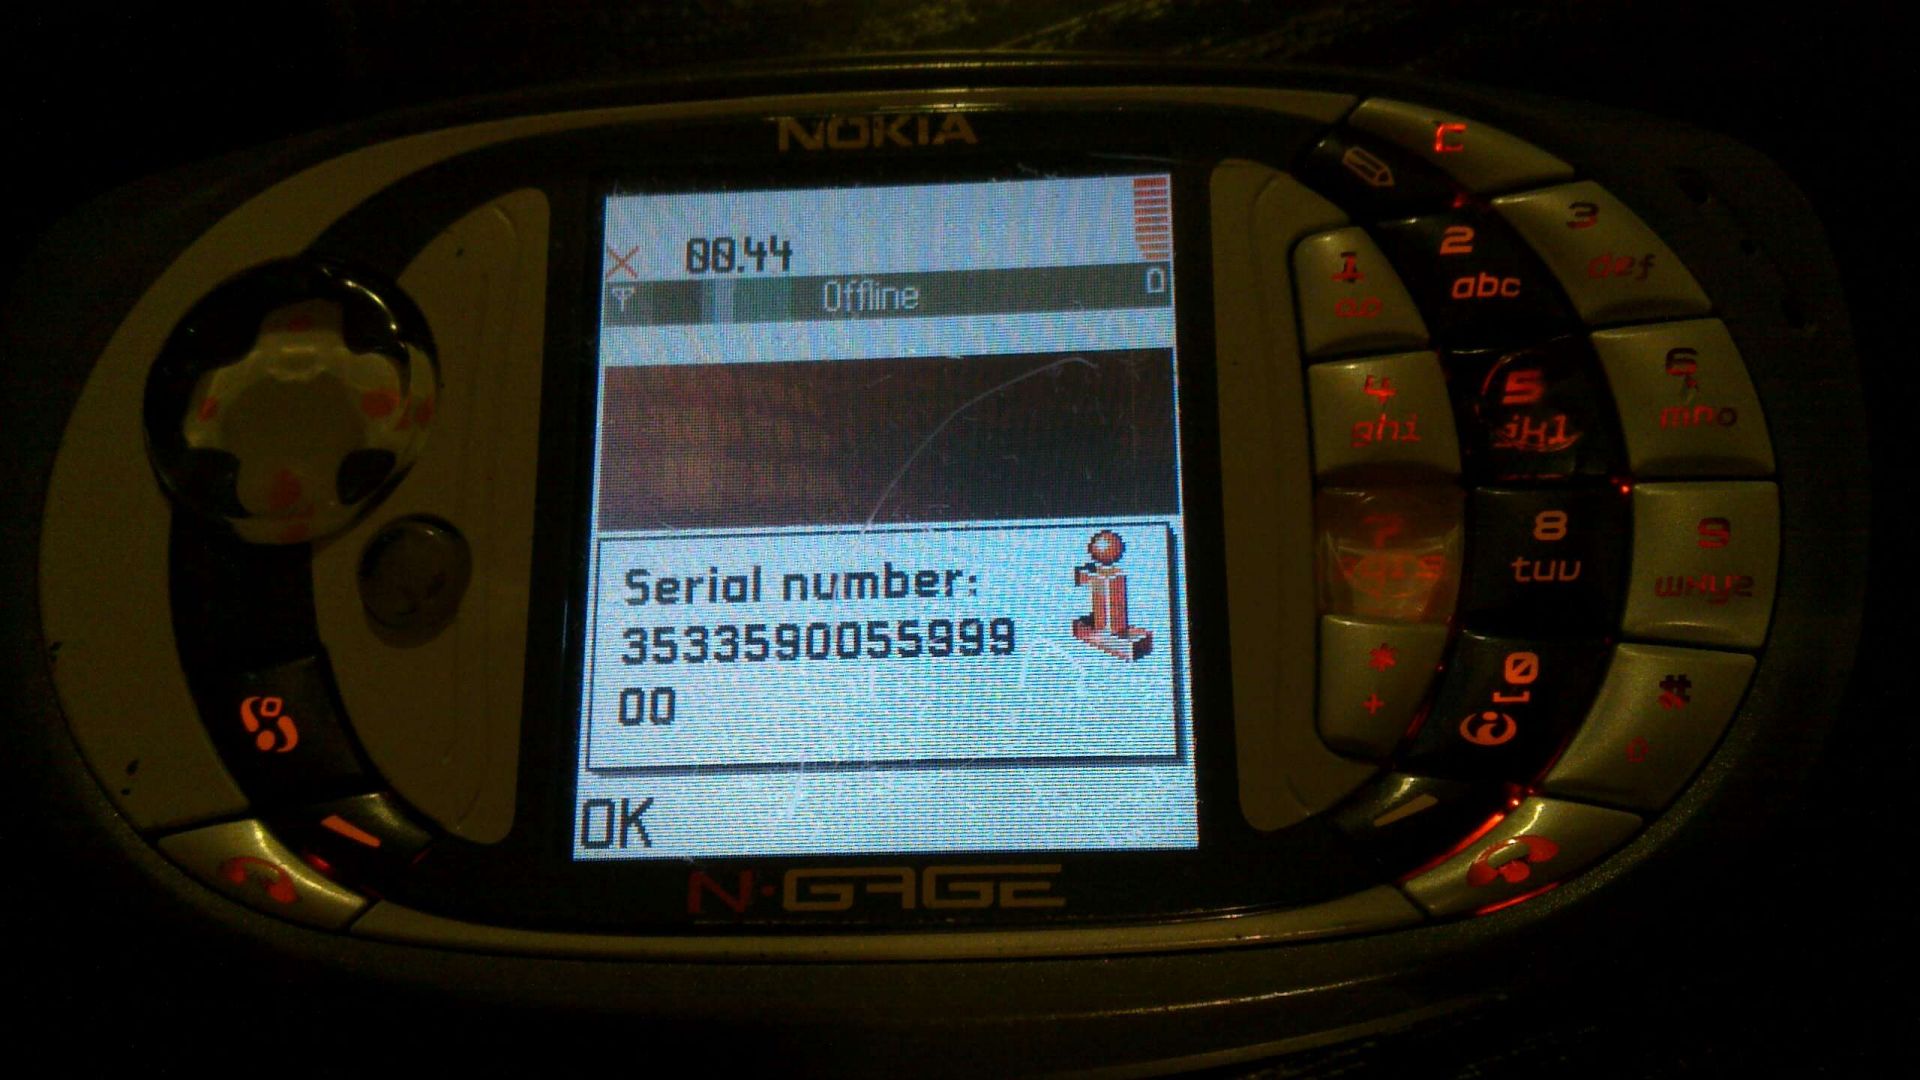 NOKIA
00.44
Offline
Serial number:
3533590055999
00
OK
N·GAGE
C
1
2
abc
3
def
4
ghi
5
jkl
6
mno
7
8
tuv
9
wxyz
*
+
0
#